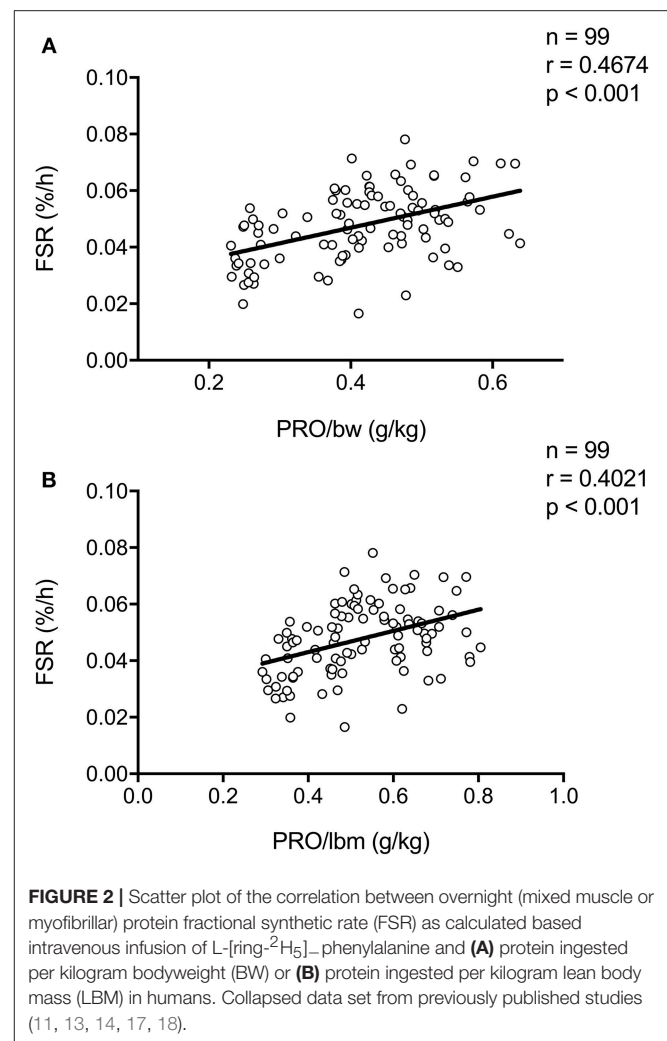 A
n = 99
r = 0.4674
p < 0.001
0.10
0.08
0.06
0.04
0.02
0.00
FSR (%/h)
0.2 0.4 0.6
PRO/bw (g/kg)
B
n = 99
r = 0.4021
p < 0.001
0.10
0.08
0.06
0.04
0.02
0.00
FSR (%/h)
0.0 0.2 0.4 0.6 0.8 1.0
PRO/lbm (g/kg)
FIGURE 2 | Scatter plot of the correlation between overnight (mixed muscle or
myofibrillar) protein fractional synthetic rate (FSR) as calculated based
intravenous infusion of L-[ring-²H₅]_phenylalanine and (A) protein ingested
per kilogram bodyweight (BW) or (B) protein ingested per kilogram lean body
mass (LBM) in humans. Collapsed data set from previously published studies
(11, 13, 14, 17, 18).